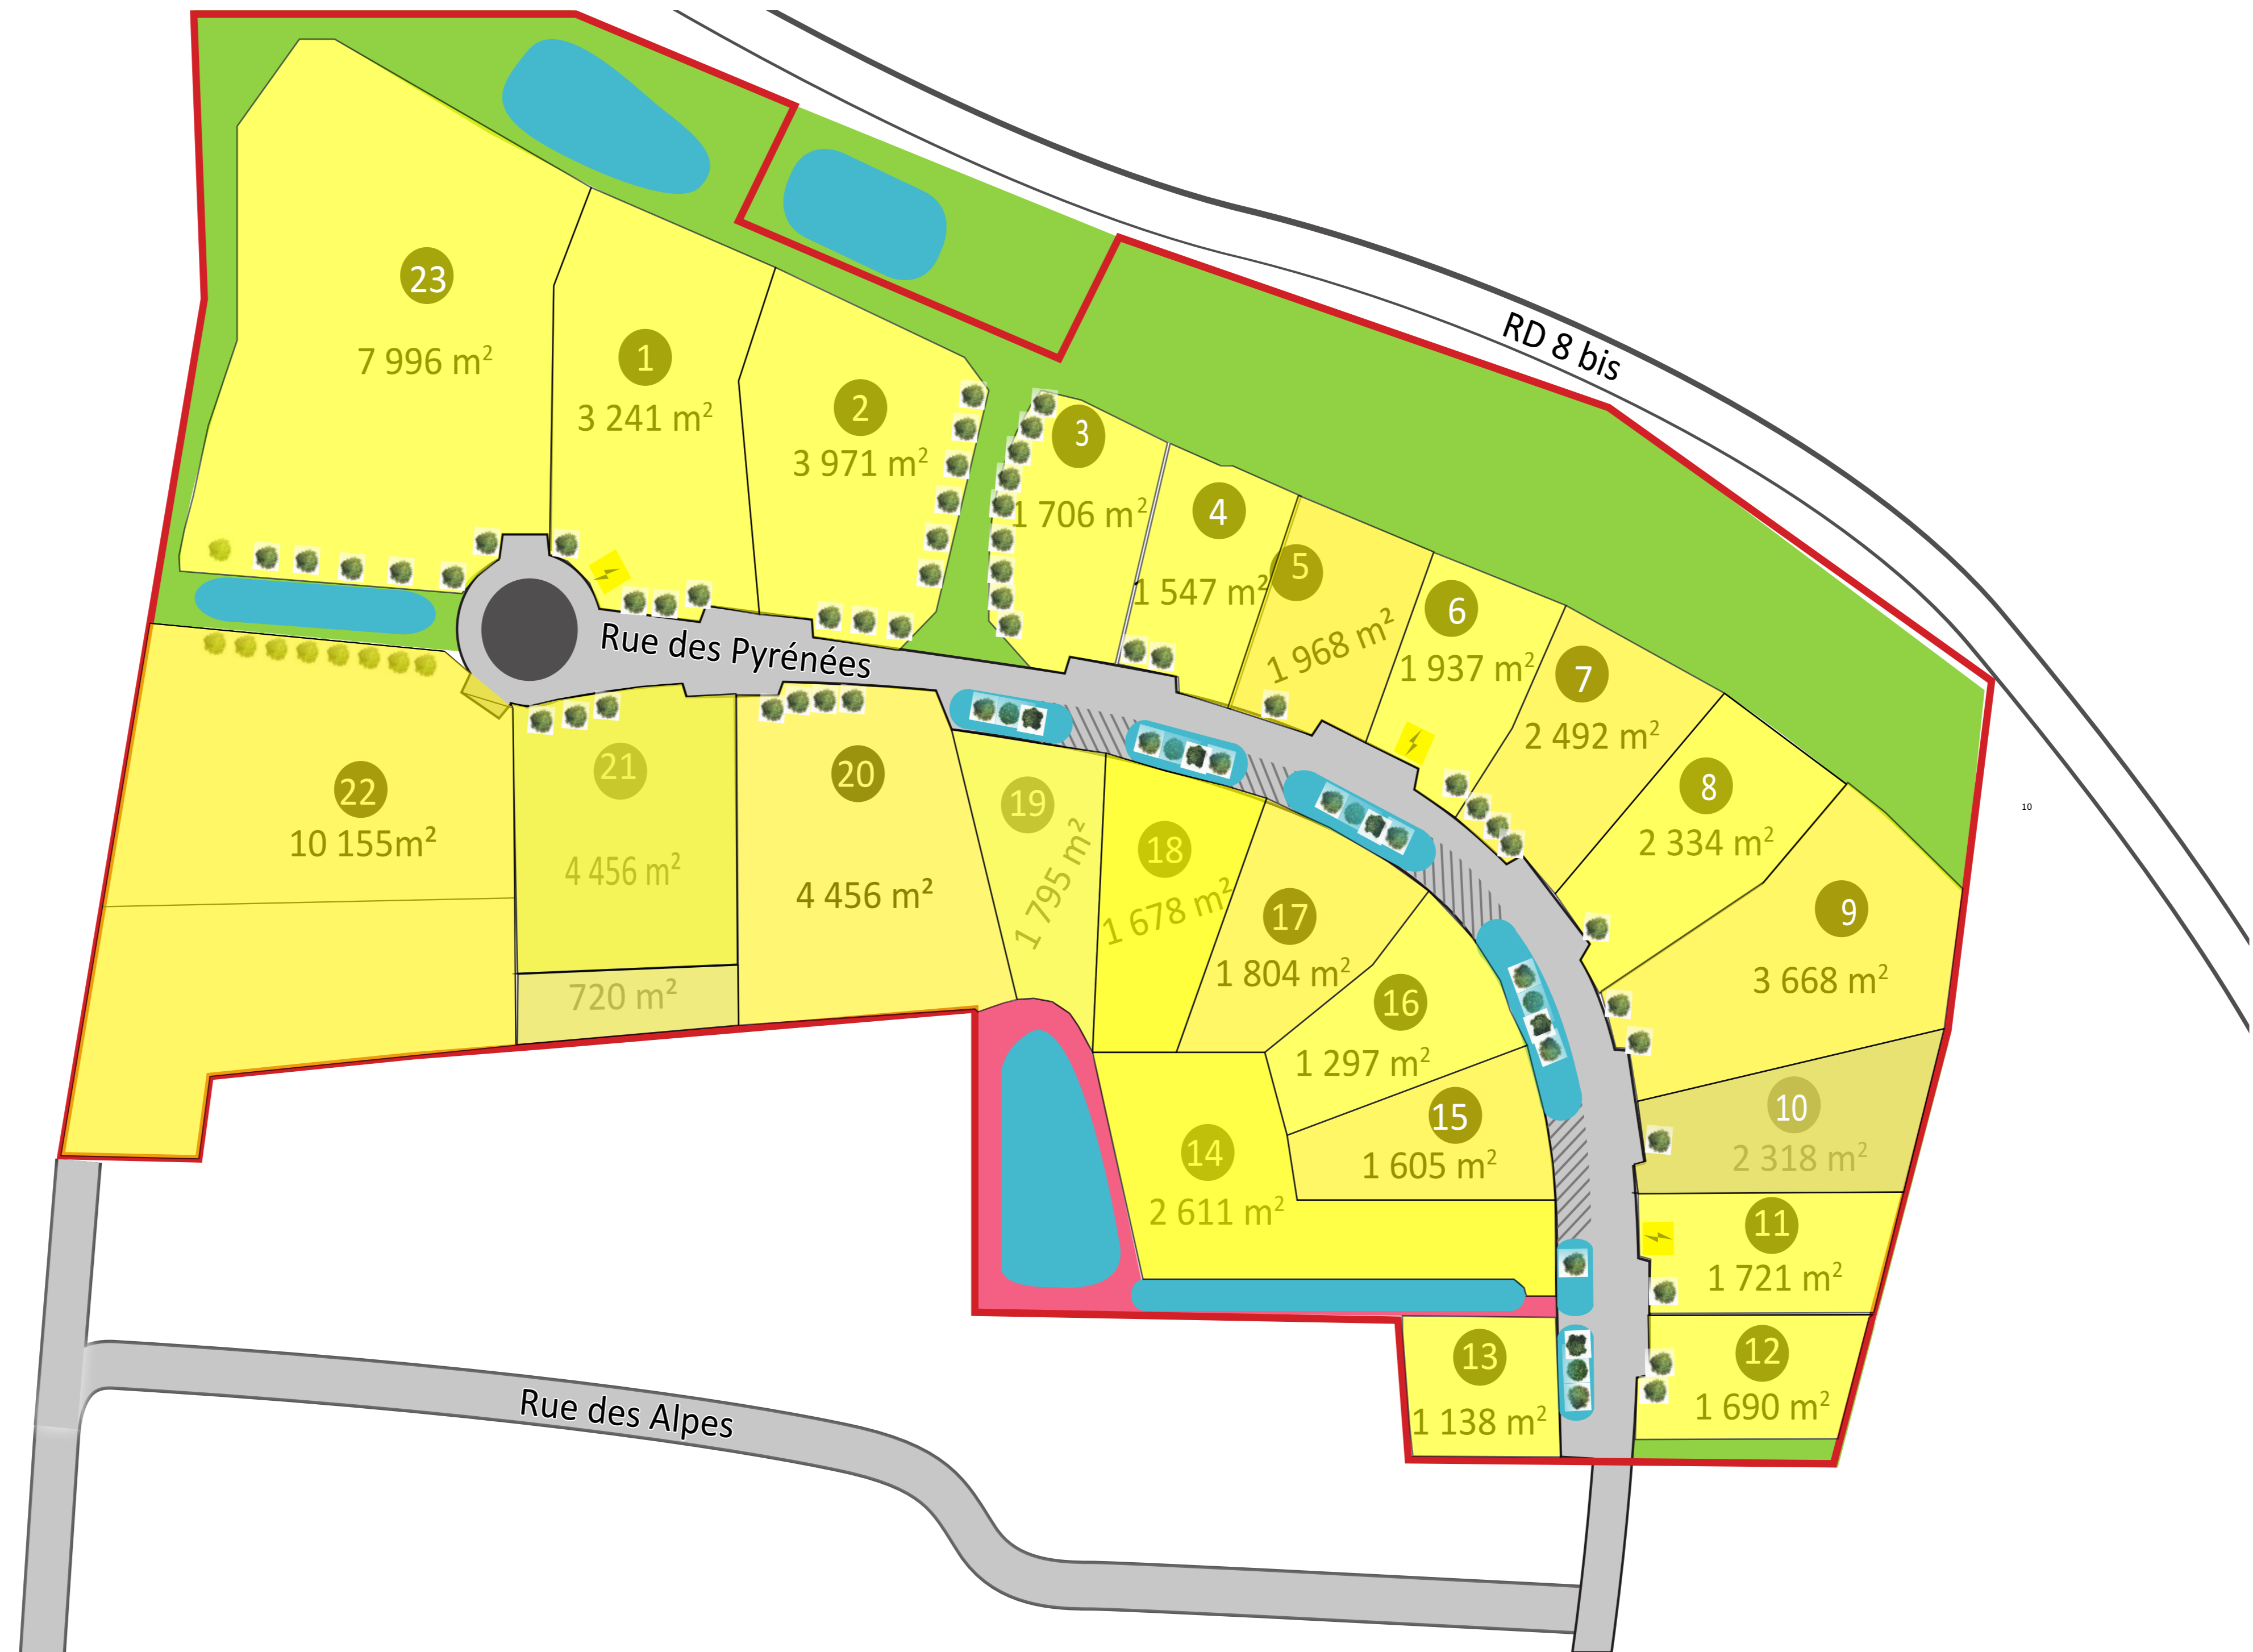 RD 8 bis
23
7 996 m²
1
3 241 m²
2
3 971 m²
3
1 706 m²
4
1 547 m²
5
1 968 m²
6
1 937 m²
7
2 492 m²
8
2 334 m²
9
3 668 m²
10
Rue des Pyrénées
22
10 155m²
21
4 456 m²
720 m²
20
4 456 m²
19
1 795 m²
18
1 678 m²
17
1 804 m²
16
1 297 m²
15
1 605 m²
14
2 611 m²
10
2 318 m²
11
1 721 m²
12
1 690 m²
13
1 138 m²
Rue des Alpes